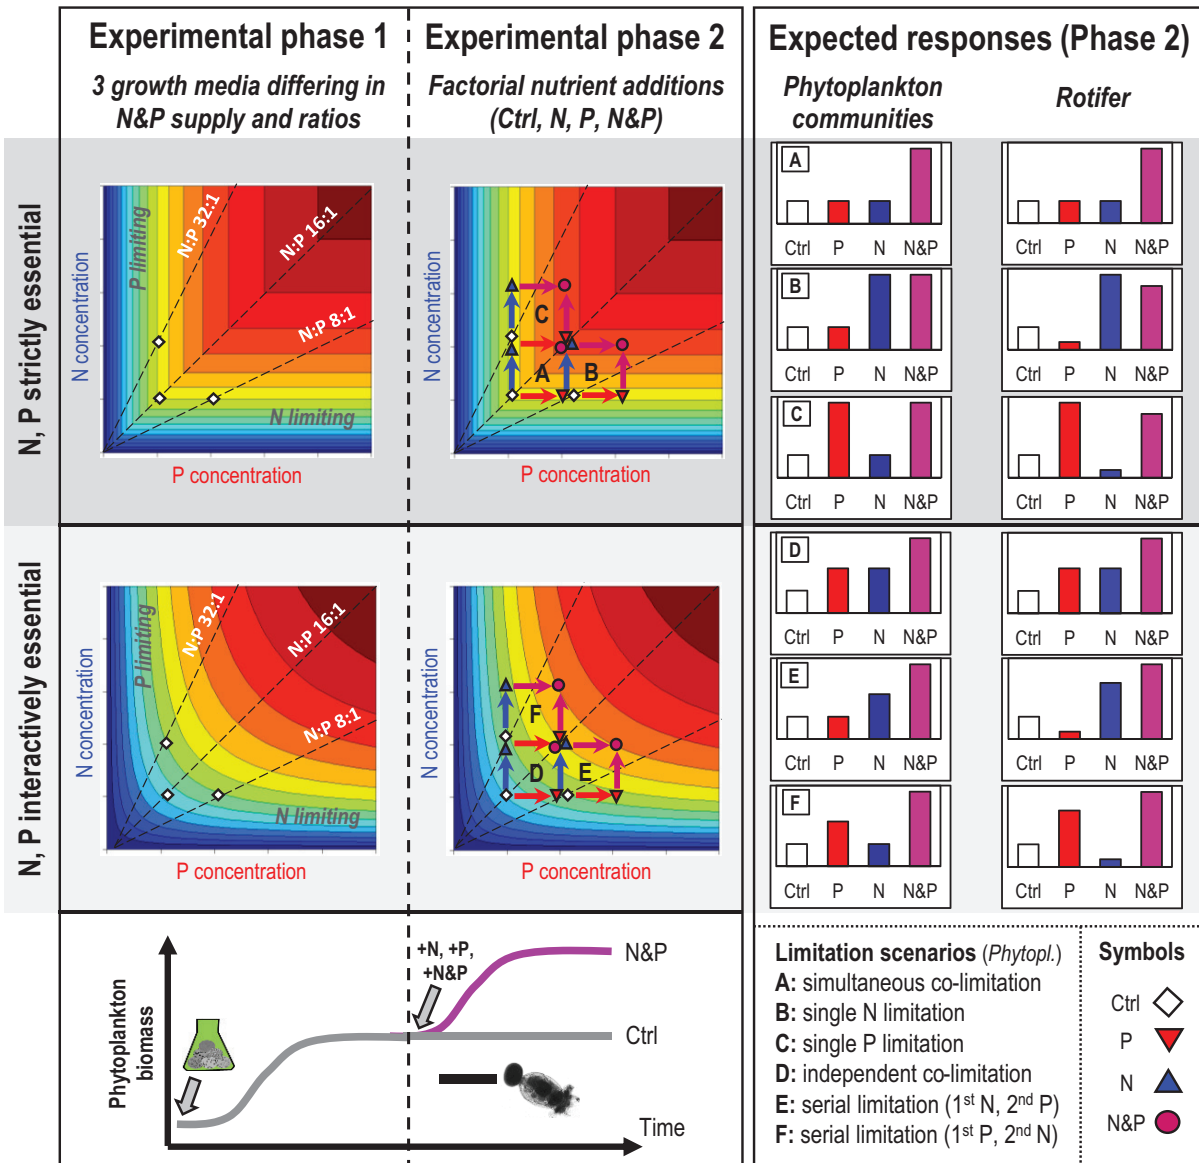 Experimental phase 1
3 growth media differing in
N&P supply and ratios
Experimental phase 2
Factorial nutrient additions
(Ctrl, N, P, N&P)
Expected responses (Phase 2)
Phytoplankton
communities
Rotifer
N, P strictly essential
N concentration
P limiting
N:P 32:1
N:P 16:1
N:P 8:1
N limiting
P concentration
N concentration
C
A
B
P concentration
A
Ctrl P N N&P
Ctrl P N N&P
B
Ctrl P N N&P
Ctrl P N N&P
C
Ctrl P N N&P
Ctrl P N N&P
N, P interactively essential
N concentration
P limiting
N:P 32:1
N:P 16:1
N:P 8:1
N limiting
P concentration
N concentration
F
D
E
P concentration
D
Ctrl P N N&P
Ctrl P N N&P
E
Ctrl P N N&P
Ctrl P N N&P
F
Ctrl P N N&P
Ctrl P N N&P
Phytoplankton
biomass
+N, +P,
+N&P
N&P
Ctrl
Time
Limitation scenarios (Phytopl.)
A: simultaneous co-limitation
B: single N limitation
C: single P limitation
D: independent co-limitation
E: serial limitation (1st N, 2nd P)
F: serial limitation (1st P, 2nd N)
Symbols
Ctrl
P
N
N&P